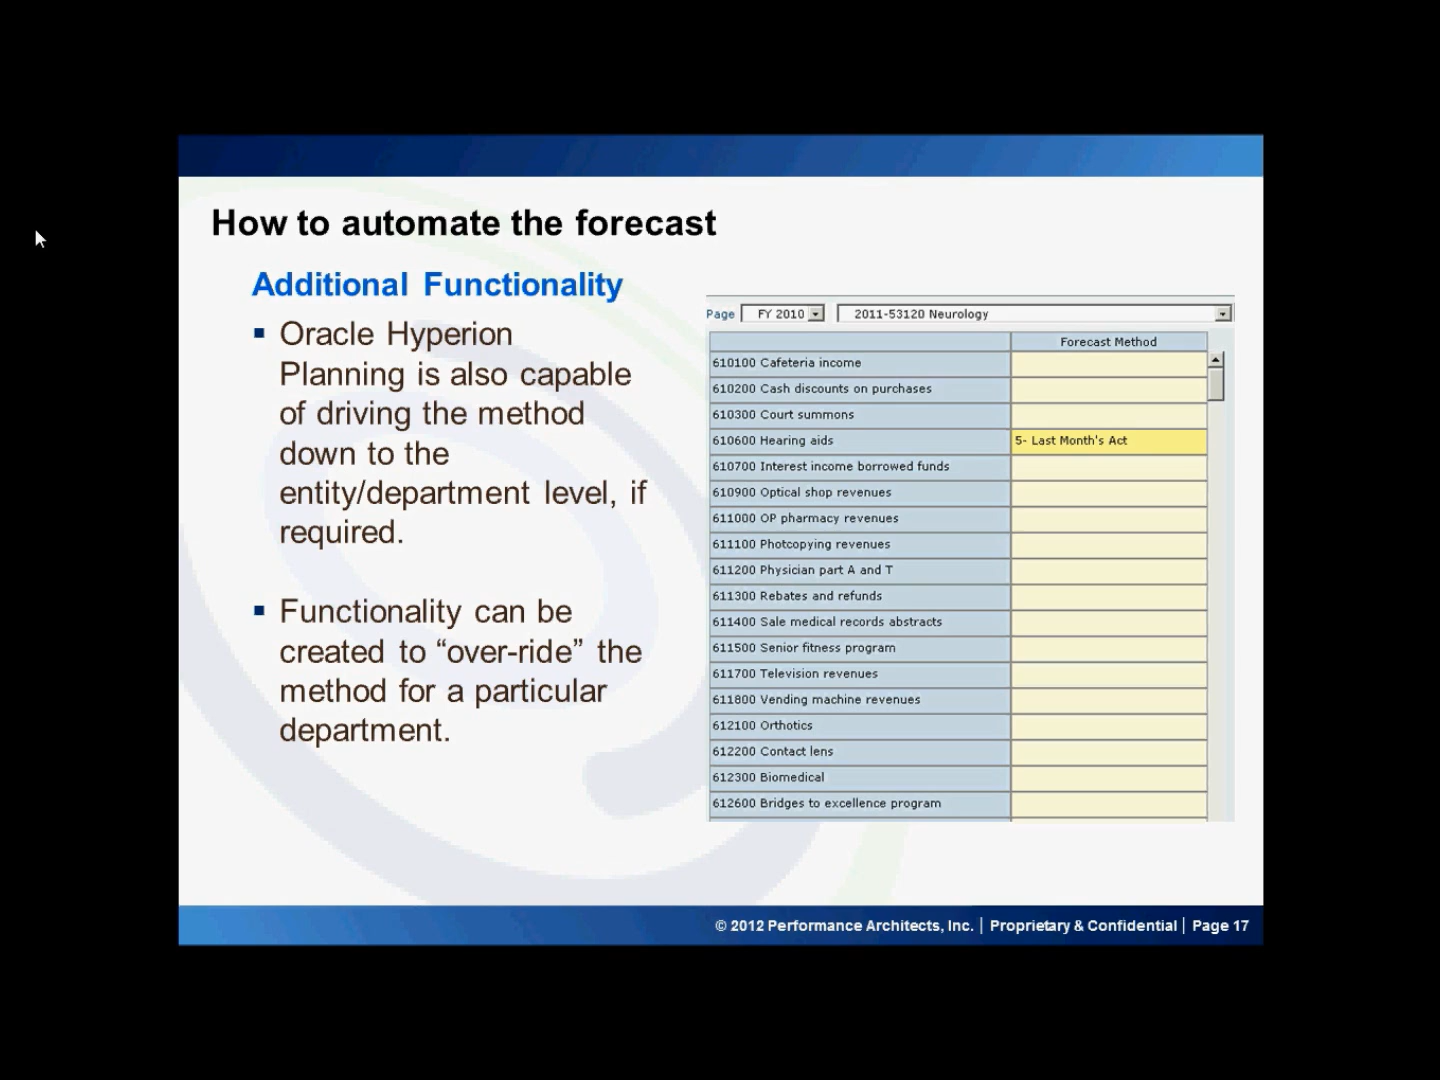 How to automate the forecast
Additional Functionality
▪ Oracle Hyperion
Planning is also capable
of driving the method
down to the
entity/department level, if
required.
▪ Functionality can be
created to “over-ride” the
method for a particular
department.
Page FY 2010 2011-53120 Neurology
Forecast Method
610100 Cafeteria income
610200 Cash discounts on purchases
610300 Court summons
610600 Hearing aids 5- Last Month's Act
610700 Interest income borrowed funds
610900 Optical shop revenues
611000 OP pharmacy revenues
611100 Photcopying revenues
611200 Physician part A and T
611300 Rebates and refunds
611400 Sale medical records abstracts
611500 Senior fitness program
611700 Television revenues
611800 Vending machine revenues
612100 Orthotics
612200 Contact lens
612300 Biomedical
612600 Bridges to excellence program
© 2012 Performance Architects, Inc. | Proprietary & Confidential | Page 17